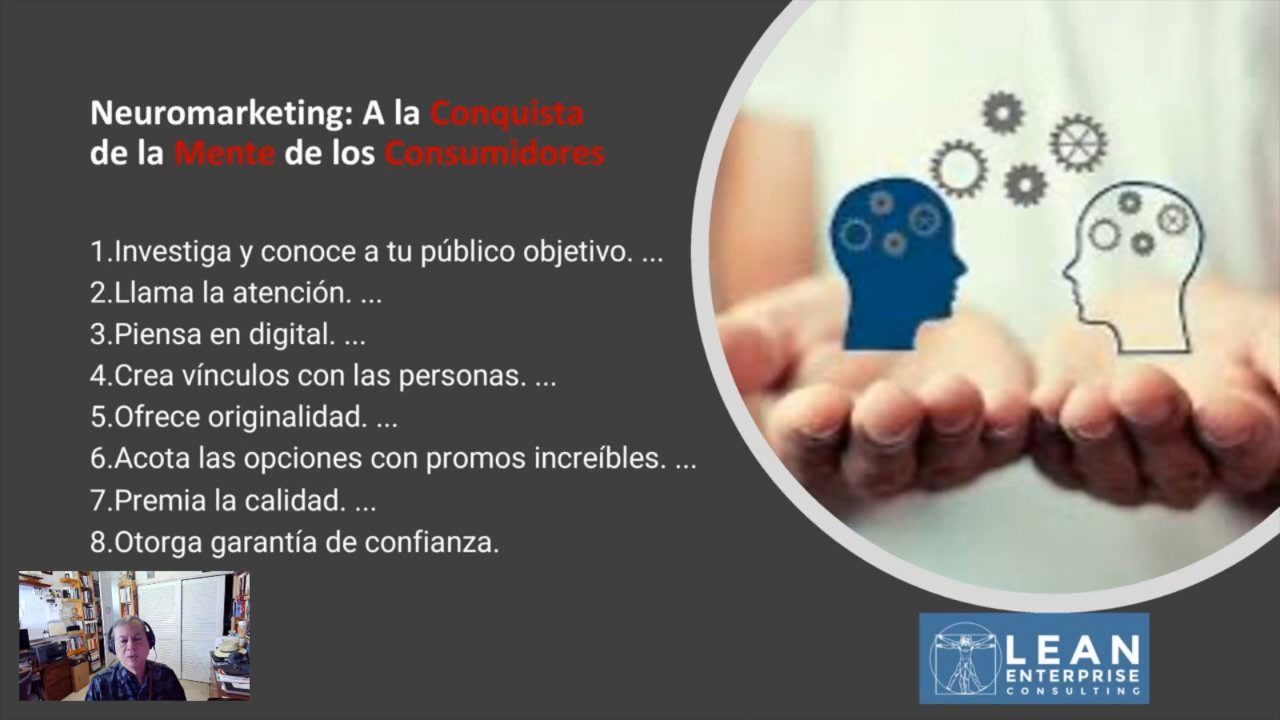 Neuromarketing: A la Conquista
de la Mente de los Consumidores
1.Investiga y conoce a tu público objetivo. ...
2.Llama la atención. ...
3.Piensa en digital. ...
4.Crea vínculos con las personas. ...
5.Ofrece originalidad. ...
6.Acota las opciones con promos increíbles. ...
7.Premia la calidad. ...
8.Otorga garantía de confianza.
LEAN
ENTERPRISE
CONSULTING